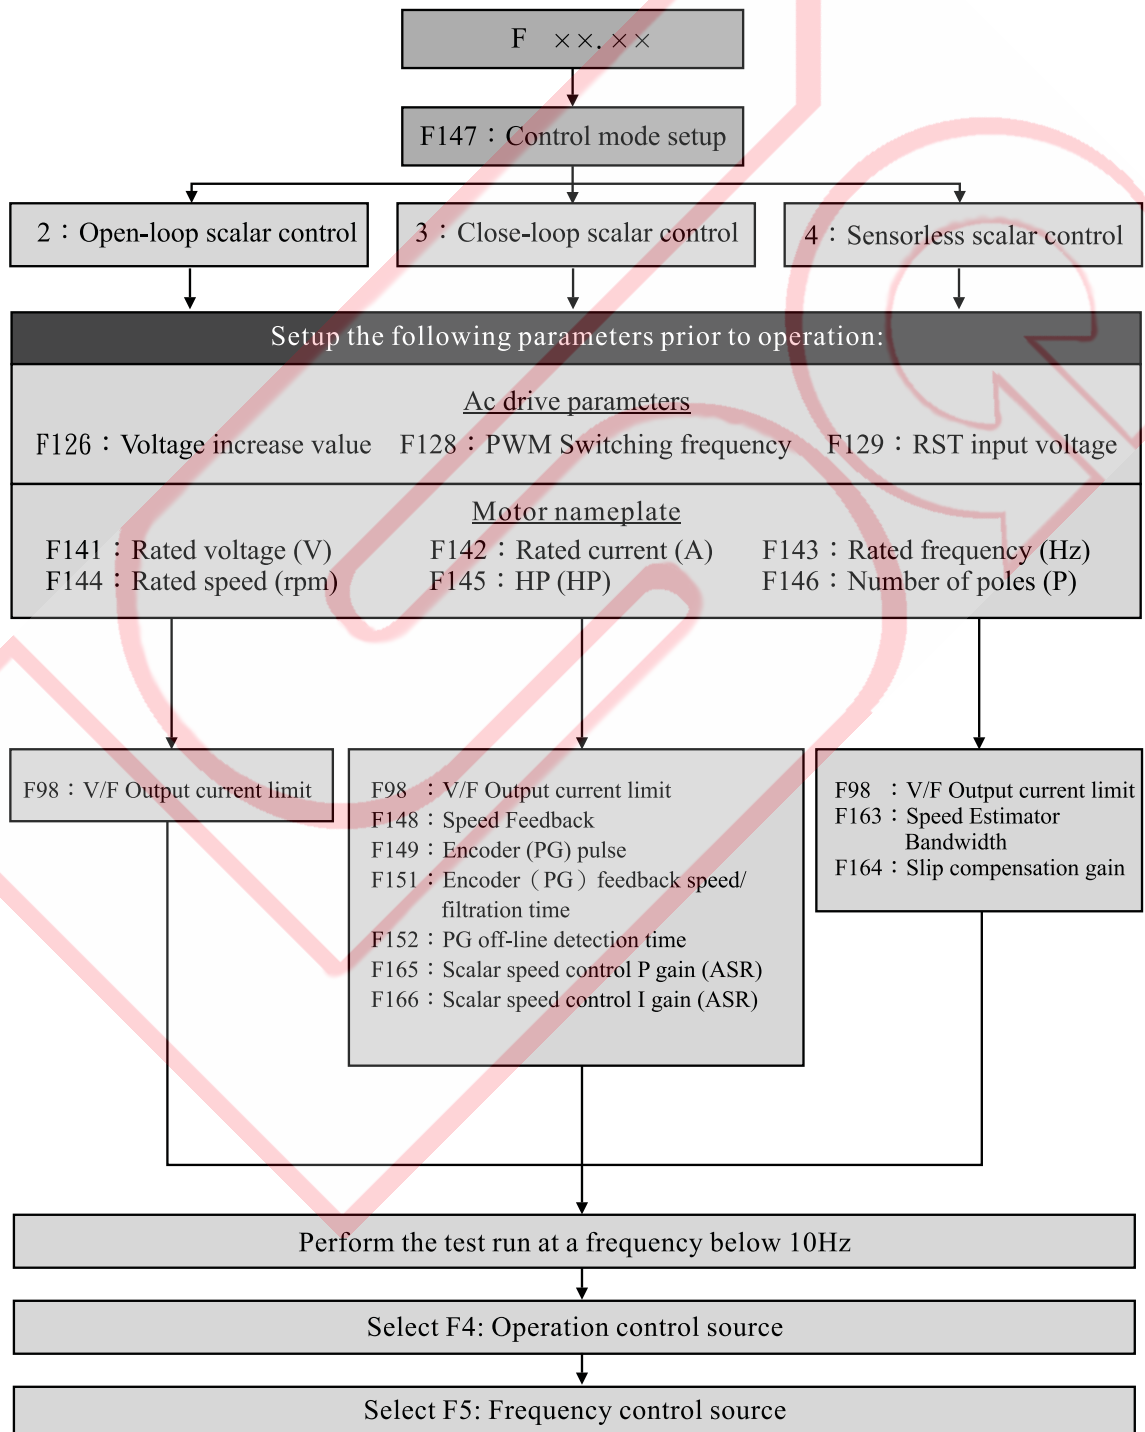 F ××.××
F147：Control mode setup
2：Open-loop scalar control
3：Close-loop scalar control
4：Sensorless scalar control
Setup the following parameters prior to operation:
Ac drive parameters
F126：Voltage increase value F128：PWM Switching frequency F129：RST input voltage
Motor nameplate
F141：Rated voltage (V) F142：Rated current (A) F143：Rated frequency (Hz)
F144：Rated speed (rpm) F145：HP (HP) F146：Number of poles (P)
F98：V/F Output current limit
F98 ：V/F Output current limit
F148：Speed Feedback
F149：Encoder (PG) pulse
F151：Encoder（PG）feedback speed/
filtration time
F152：PG off-line detection time
F165：Scalar speed control P gain (ASR)
F166：Scalar speed control I gain (ASR)
F98 ：V/F Output current limit
F163：Speed Estimator
Bandwidth
F164：Slip compensation gain
Perform the test run at a frequency below 10Hz
Select F4: Operation control source
Select F5: Frequency control source